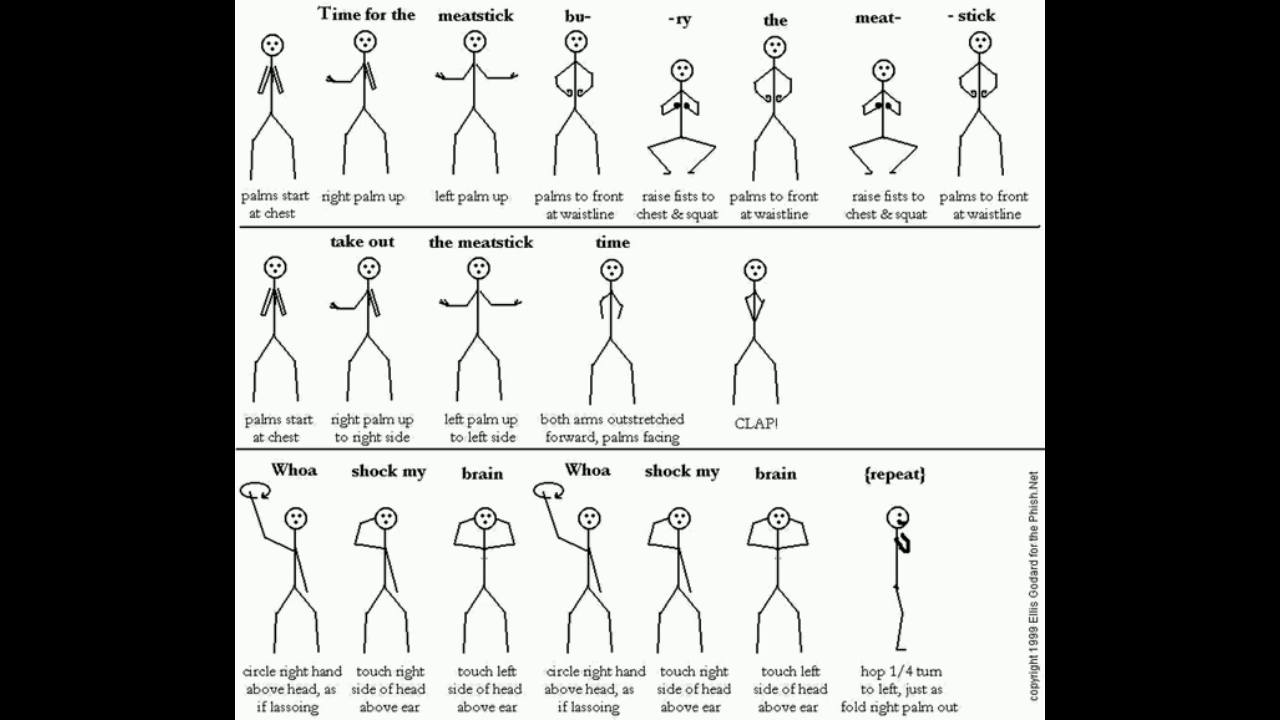 Time for the meatstick bu- -ry the meat- - stick
palms start right palm up left palm up palms to front raise fists to palms to front raise fists to palms to front
at chest at waistline chest & squat at waistline chest & squat at waistline
take out the meatstick time
palms start right palm up left palm up both arms outstretched CLAP!
at chest to right side to left side forward, palms facing
Whoa shock my brain Whoa shock my brain {repeat}
circle right hand touch right touch left circle right hand touch right touch left hop 1/4 turn
above head, as side of head side of head above head, as side of head side of head to left, just as
if lassoing above ear above ear if lassoing above ear above ear fold right palm out
copyright 1999 Ellis Godard for the Phish.Net